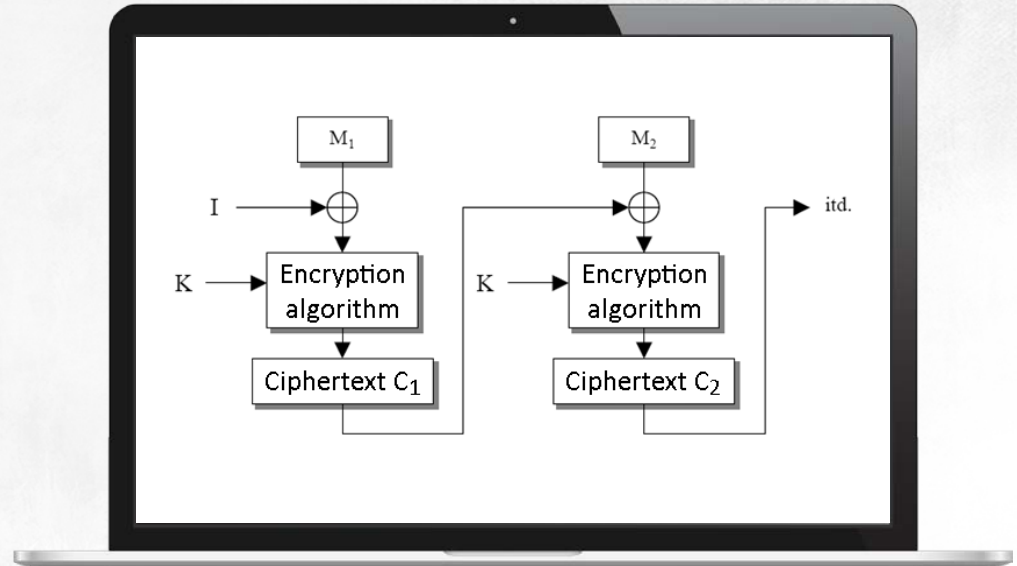 M₁
M₂
I
itd.
K
Encryption
algorithm
K
Encryption
algorithm
Ciphertext C₁
Ciphertext C₂